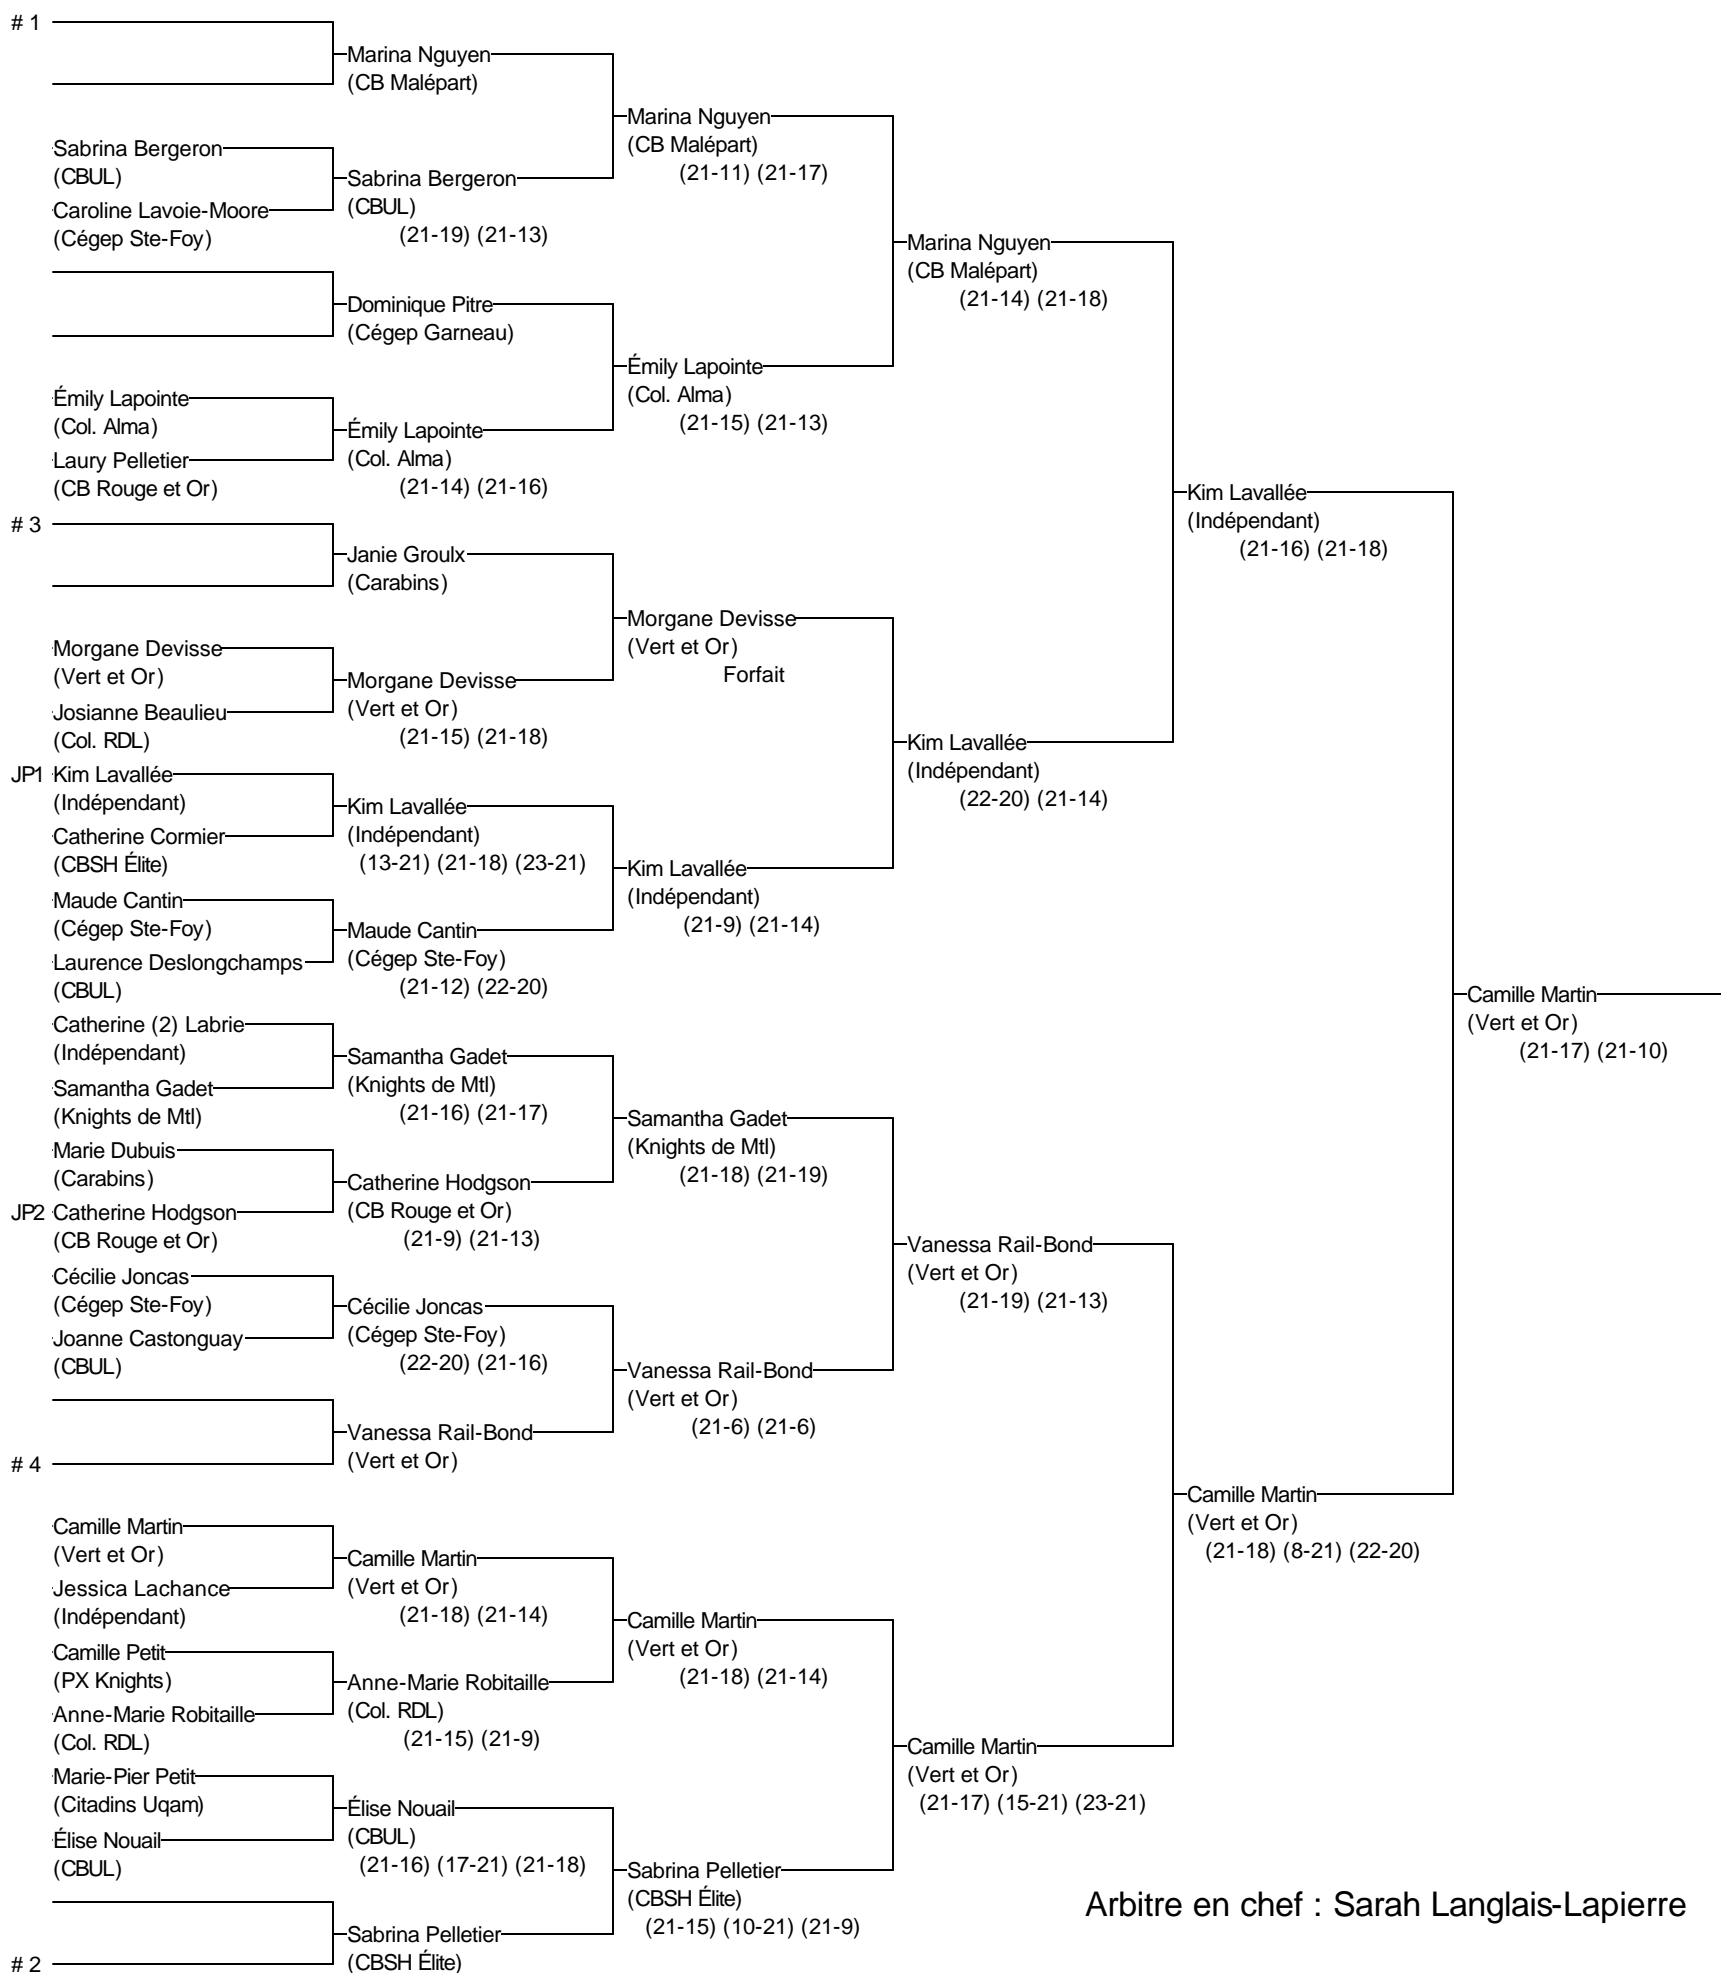 # 1
Marina Nguyen
(CB Malépart)
Marina Nguyen
(CB Malépart)
(21-11) (21-17)
Sabrina Bergeron
(CBUL)
Sabrina Bergeron
(CBUL)
(21-19) (21-13)
Caroline Lavoie-Moore
(Cégep Ste-Foy)
Marina Nguyen
(CB Malépart)
(21-14) (21-18)
Dominique Pitre
(Cégep Garneau)
Émily Lapointe
(Col. Alma)
(21-15) (21-13)
Émily Lapointe
(Col. Alma)
Émily Lapointe
(Col. Alma)
(21-14) (21-16)
Laury Pelletier
(CB Rouge et Or)
Kim Lavallée
(Indépendant)
(21-16) (21-18)
# 3
Janie Groulx
(Carabins)
Morgane Devisse
(Vert et Or)
Forfait
Morgane Devisse
(Vert et Or)
Morgane Devisse
(Vert et Or)
(21-15) (21-18)
Josianne Beaulieu
(Col. RDL)
Kim Lavallée
(Indépendant)
(22-20) (21-14)
JP1 Kim Lavallée
(Indépendant)
Kim Lavallée
(Indépendant)
(13-21) (21-18) (23-21)
Catherine Cormier
(CBSH Élite)
Kim Lavallée
(Indépendant)
(21-9) (21-14)
Maude Cantin
(Cégep Ste-Foy)
Maude Cantin
(Cégep Ste-Foy)
(21-12) (22-20)
Laurence Deslongchamps
(CBUL)
Camille Martin
(Vert et Or)
(21-17) (21-10)
Catherine (2) Labrie
(Indépendant)
Samantha Gadet
(Knights de Mtl)
(21-16) (21-17)
Samantha Gadet
(Knights de Mtl)
Samantha Gadet
(Knights de Mtl)
(21-18) (21-19)
Marie Dubuis
(Carabins)
Catherine Hodgson
(CB Rouge et Or)
(21-9) (21-13)
JP2 Catherine Hodgson
(CB Rouge et Or)
Vanessa Rail-Bond
(Vert et Or)
(21-19) (21-13)
Cécilie Joncas
(Cégep Ste-Foy)
Cécilie Joncas
(Cégep Ste-Foy)
(22-20) (21-16)
Joanne Castonguay
(CBUL)
Vanessa Rail-Bond
(Vert et Or)
(21-6) (21-6)
Vanessa Rail-Bond
(Vert et Or)
# 4
Camille Martin
(Vert et Or)
(21-18) (8-21) (22-20)
Camille Martin
(Vert et Or)
Camille Martin
(Vert et Or)
(21-18) (21-14)
Jessica Lachance
(Indépendant)
Camille Martin
(Vert et Or)
(21-18) (21-14)
Camille Petit
(PX Knights)
Anne-Marie Robitaille
(Col. RDL)
(21-15) (21-9)
Anne-Marie Robitaille
(Col. RDL)
Camille Martin
(Vert et Or)
(21-17) (15-21) (23-21)
Marie-Pier Petit
(Citadins Uqam)
Élise Nouail
(CBUL)
(21-16) (17-21) (21-18)
Élise Nouail
(CBUL)
Sabrina Pelletier
(CBSH Élite)
(21-15) (10-21) (21-9)
Arbitre en chef : Sarah Langlais-Lapierre
Sabrina Pelletier
(CBSH Élite)
# 2